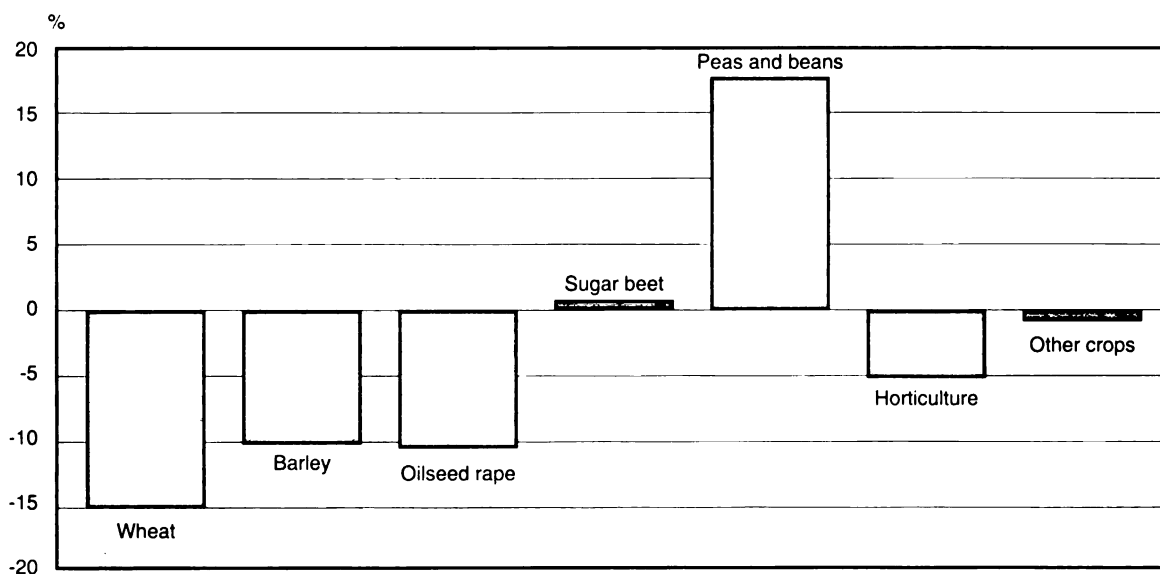 %
20
15
10
5
0
-5
-10
-15
-20
Peas and beans
Sugar beet
Other crops
Horticulture
Barley
Oilseed rape
Wheat